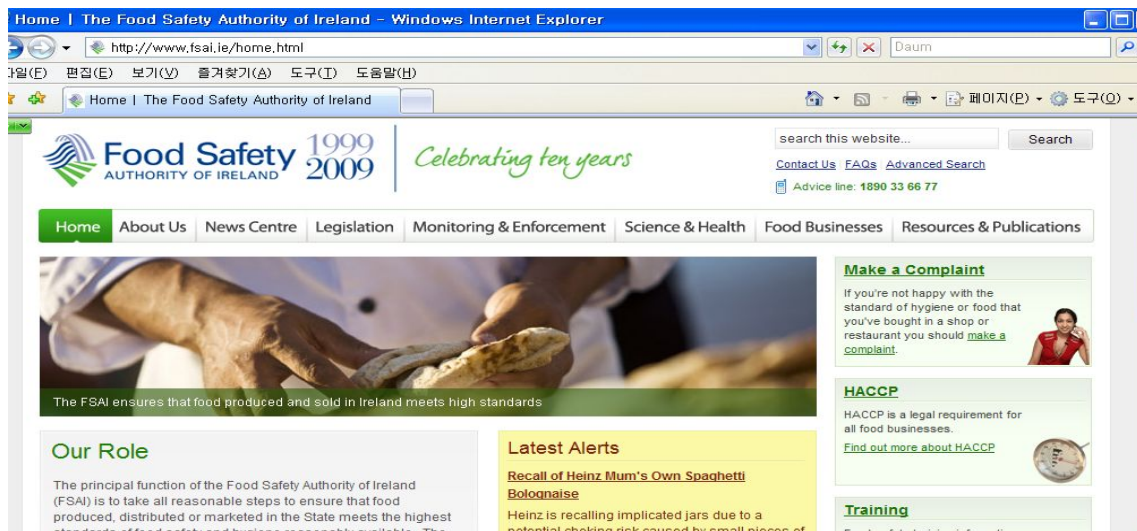 Home | The Food Safety Authority of Ireland - Windows Internet Explorer
http://www.fsai.ie/home.html
Daum
편집(E) 보기(V) 즐겨찾기(A) 도구(T) 도움말(H)
Home | The Food Safety Authority of Ireland
페이지(P) 도구(O)
Food Safety
AUTHORITY OF IRELAND
1999
2009
Celebrating ten years
search this website...
Search
Contact Us FAQs Advanced Search
Advice line: 1890 33 66 77
Home About Us News Centre Legislation Monitoring & Enforcement Science & Health Food Businesses Resources & Publications
The FSAI ensures that food produced and sold in Ireland meets high standards
Our Role
The principal function of the Food Safety Authority of Ireland
(FSAI) is to take all reasonable steps to ensure that food
produced, distributed or marketed in the State meets the highest
Latest Alerts
Recall of Heinz Mum's Own Spaghetti
Bolognaise
Heinz is recalling implicated jars due to a
potential choking risk caused by small pieces of
Make a Complaint
If you're not happy with the
standard of hygiene or food that
you've bought in a shop or
restaurant you should make a
complaint.
HACCP
HACCP is a legal requirement for
all food businesses.
Find out more about HACCP
Training